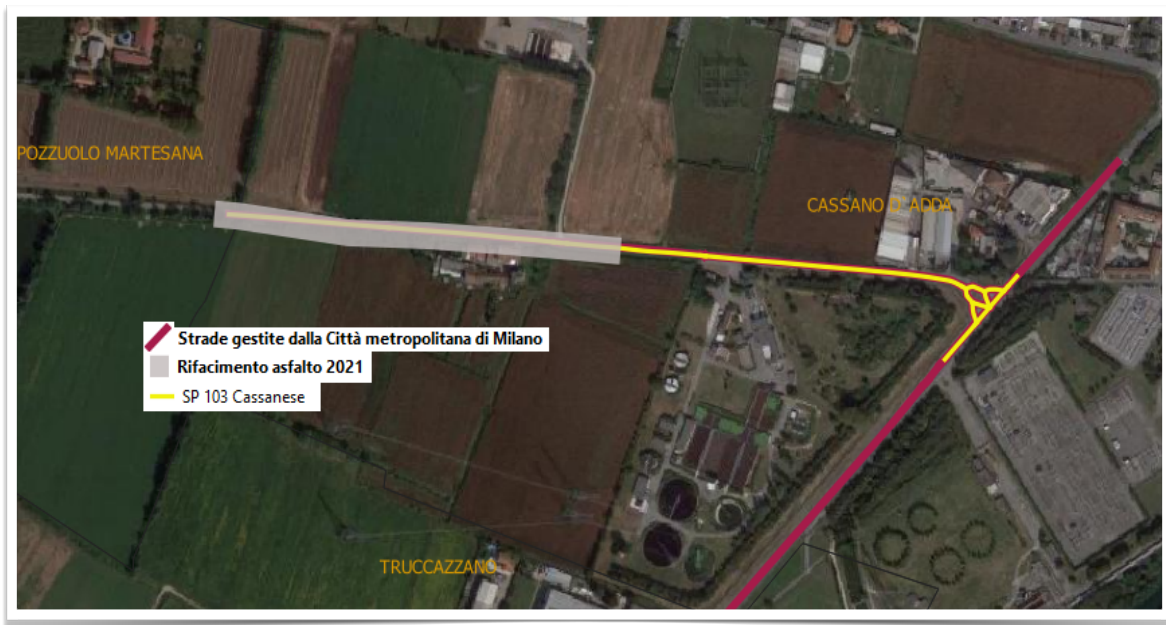 POZZUOLO MARTESANA
CASSANO D'ADDA
Strade gestite dalla Città metropolitana di Milano
Rifacimento asfalto 2021
SP 103 Cassanese
TRUCCAZZANO